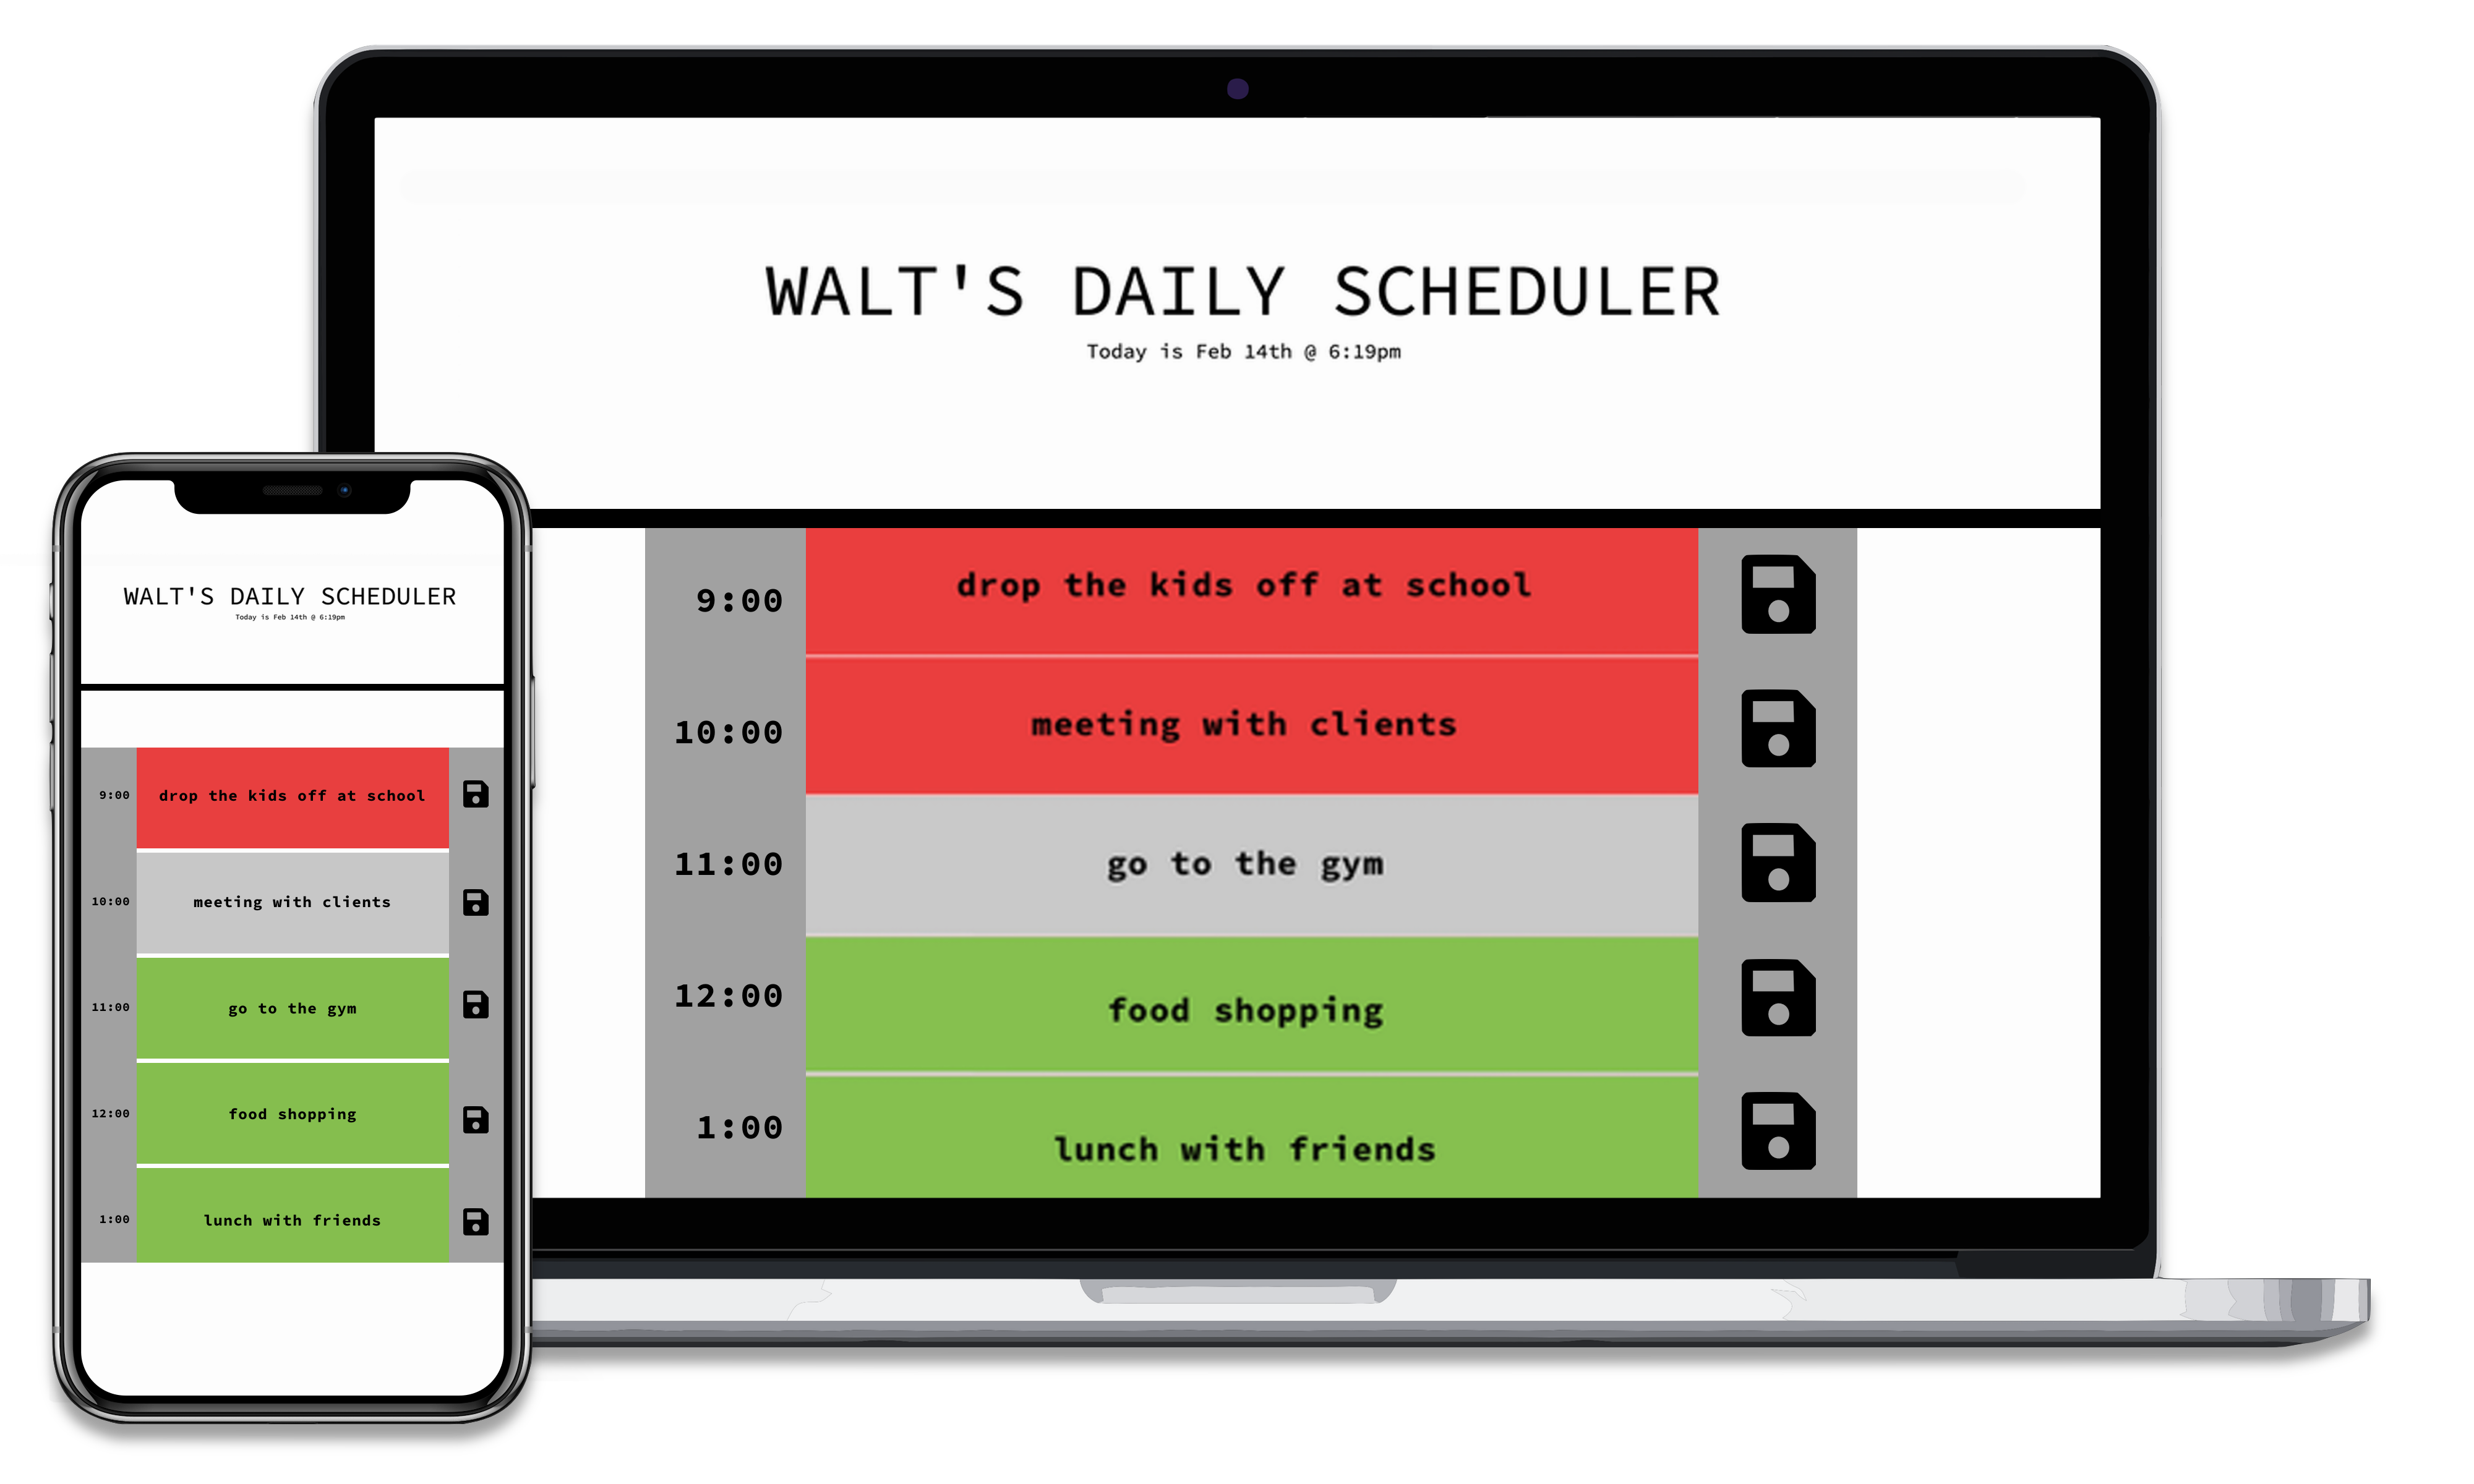 WALT'S DAILY SCHEDULER
Today is Feb 14th @ 6:19pm
9:00 drop the kids off at school
10:00 meeting with clients
11:00 go to the gym
12:00 food shopping
1:00 lunch with friends
WALT'S DAILY SCHEDULER
Today is Feb 14th @ 6:19pm
9:00 drop the kids off at school
10:00 meeting with clients
11:00 go to the gym
12:00 food shopping
1:00 lunch with friends